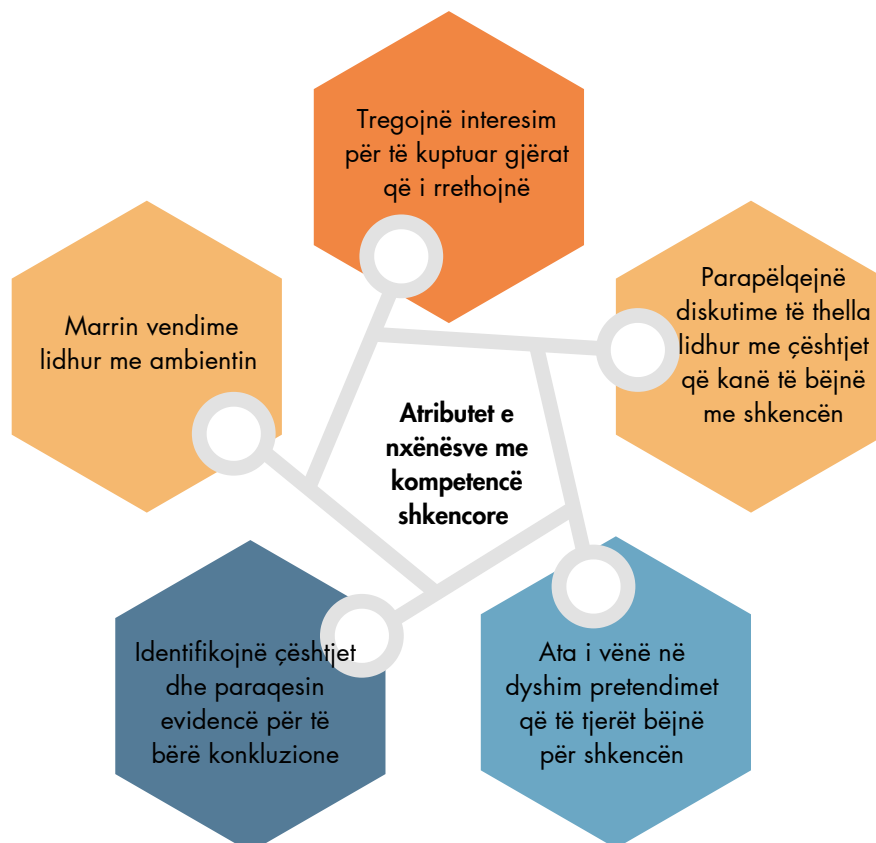 Tregojnë interesim
për të kuptuar gjërat
që i rrethojnë
Parapëlqejnë
diskutime të thella
lidhur me çështjet
që kanë të bëjnë
me shkencën
Marrin vendime
lidhur me ambientin
Atributet e
nxënësve me
kompetencë
shkencore
Identifikojnë çështjet
dhe paraqesin
evidencë për të
bërë konkluzione
Ata i vënë në
dyshim pretendimet
që të tjerët bëjnë
për shkencën